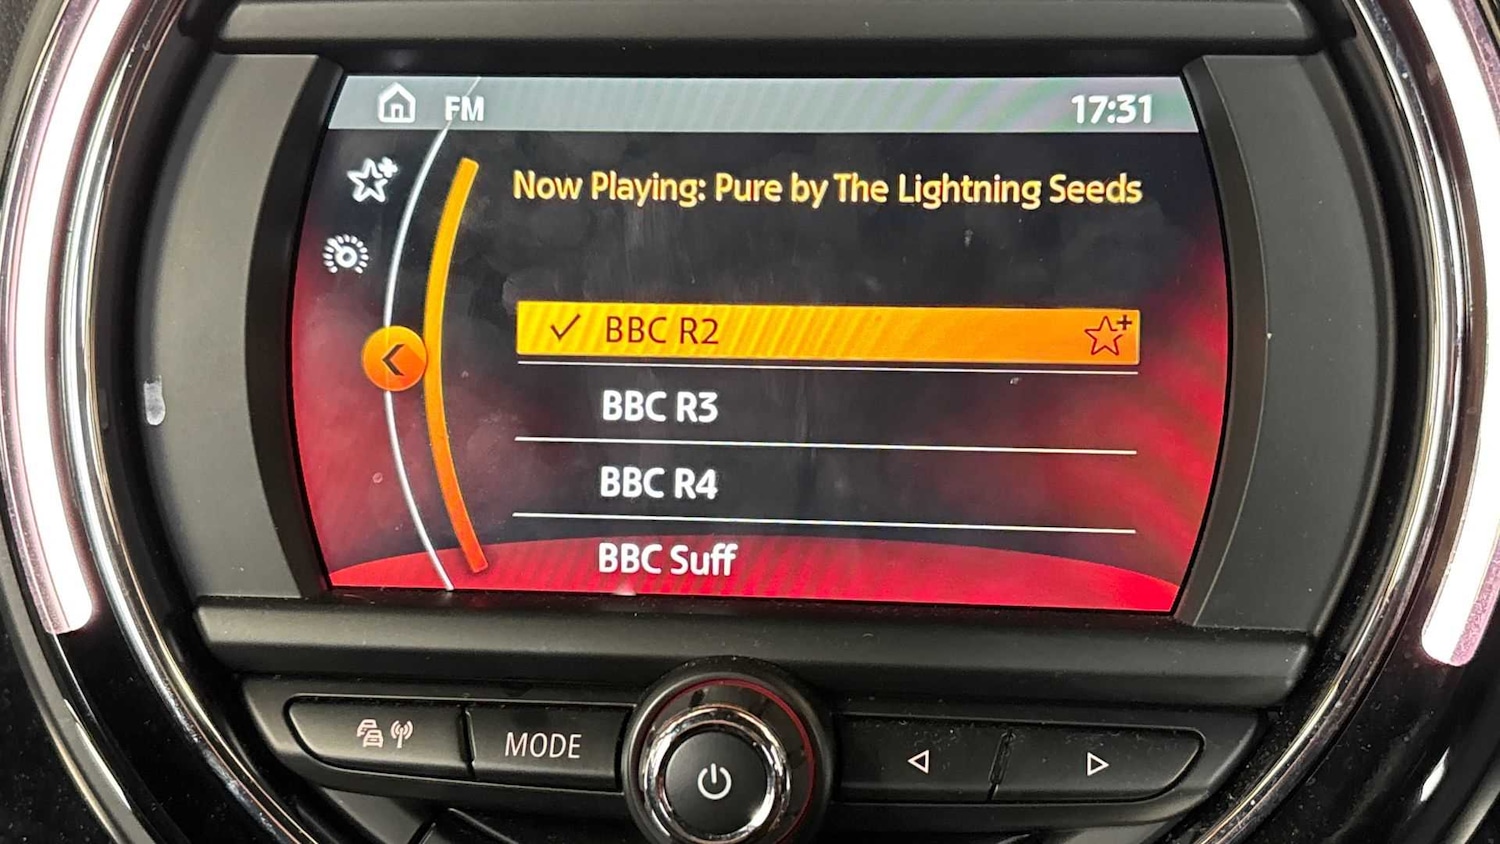 FM 17:31
Now Playing: Pure by The Lightning Seeds
BBC R2
BBC R3
BBC R4
BBC Suff
MODE